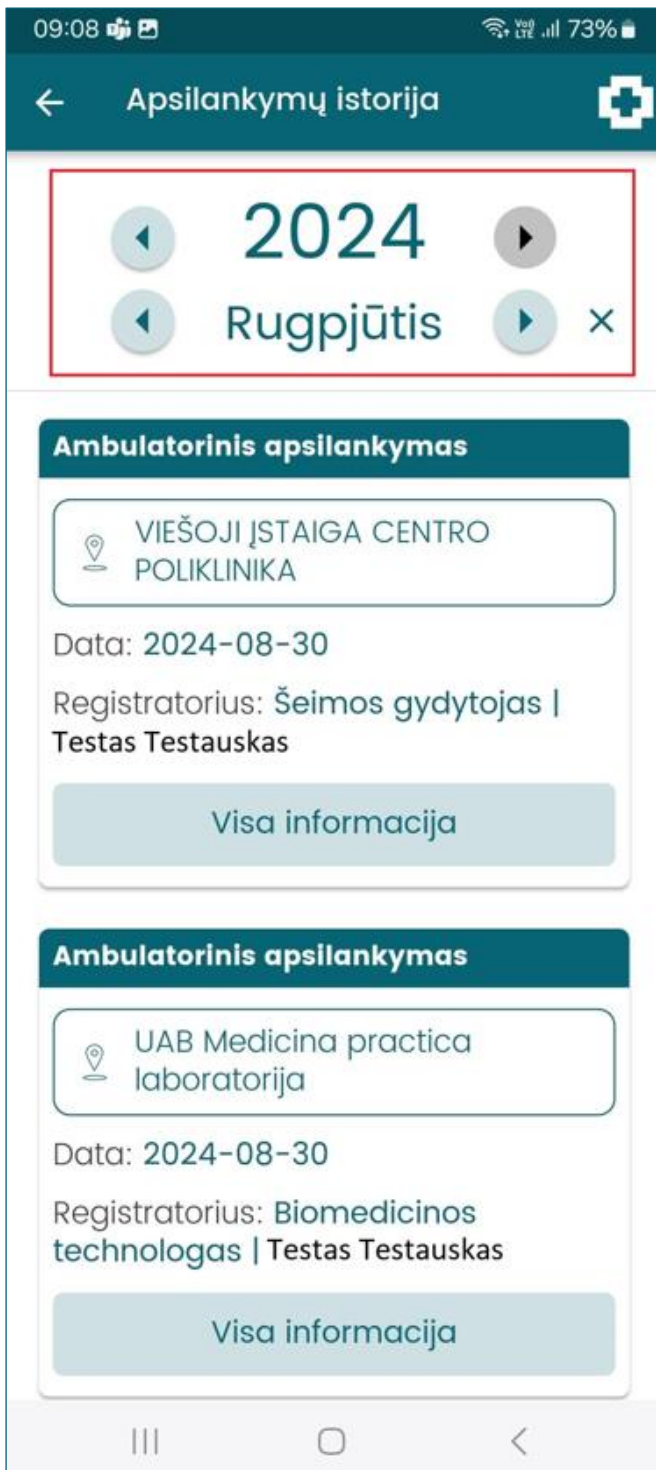 09:08 73%
Apsilankymų istorija
2024
Rugpjūtis
Ambulatorinis apsilankymas
VIEŠOJI ĮSTAIGA CENTRO
POLIKLINIKA
Data: 2024-08-30
Registratorius: Šeimos gydytojas |
Testas Testauskas
Visa informacija
Ambulatorinis apsilankymas
UAB Medicina practica
laboratorija
Data: 2024-08-30
Registratorius: Biomedicinos
technologas | Testas Testauskas
Visa informacija